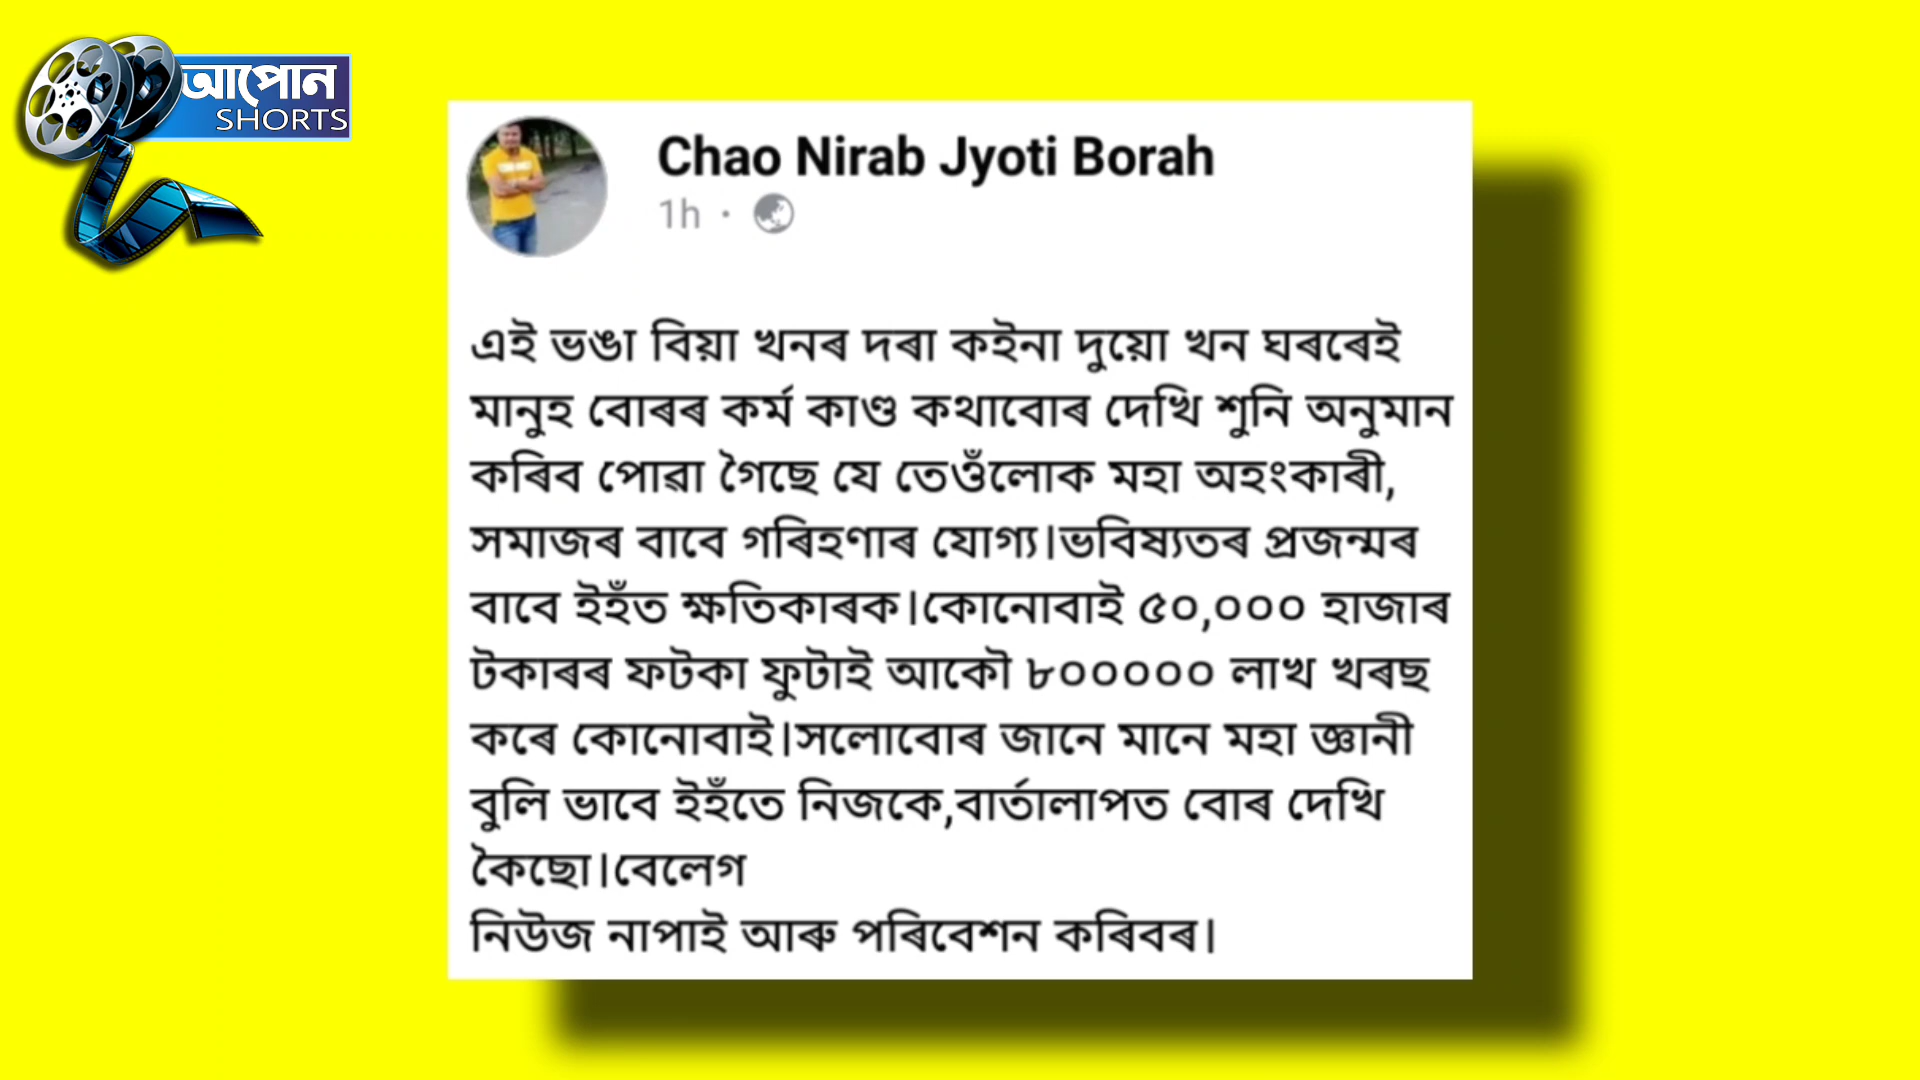 আপোন
SHORTS
Chao Nirab Jyoti Borah
1h ·
এই ভঙা বিয়া খনৰ দৰা কইনা দুয়ো খন ঘৰৰেই
মানুহ বোৰৰ কৰ্ম কাণ্ড কথাবোৰ দেখি শুনি অনুমান
কৰিব পোৱা গৈছে যে তেওঁলোক মহা অহংকাৰী,
সমাজৰ বাবে গৰিহণাৰ যোগ্য।ভবিষ্যতৰ প্ৰজন্মৰ
বাবে ইহঁত ক্ষতিকাৰক।কোনোবাই ৫০,০০০ হাজাৰ
টকাৰৰ ফটকা ফুটাই আকৌ ৮০০০০০ লাখ খৰছ
কৰে কোনোবাই।সলোবোৰ জানে মানে মহা জ্ঞানী
বুলি ভাবে ইহঁতে নিজকে,বাৰ্তালাপত বোৰ দেখি
কৈছো।বেলেগ
নিউজ নাপাই আৰু পৰিবেশন কৰিবৰ।